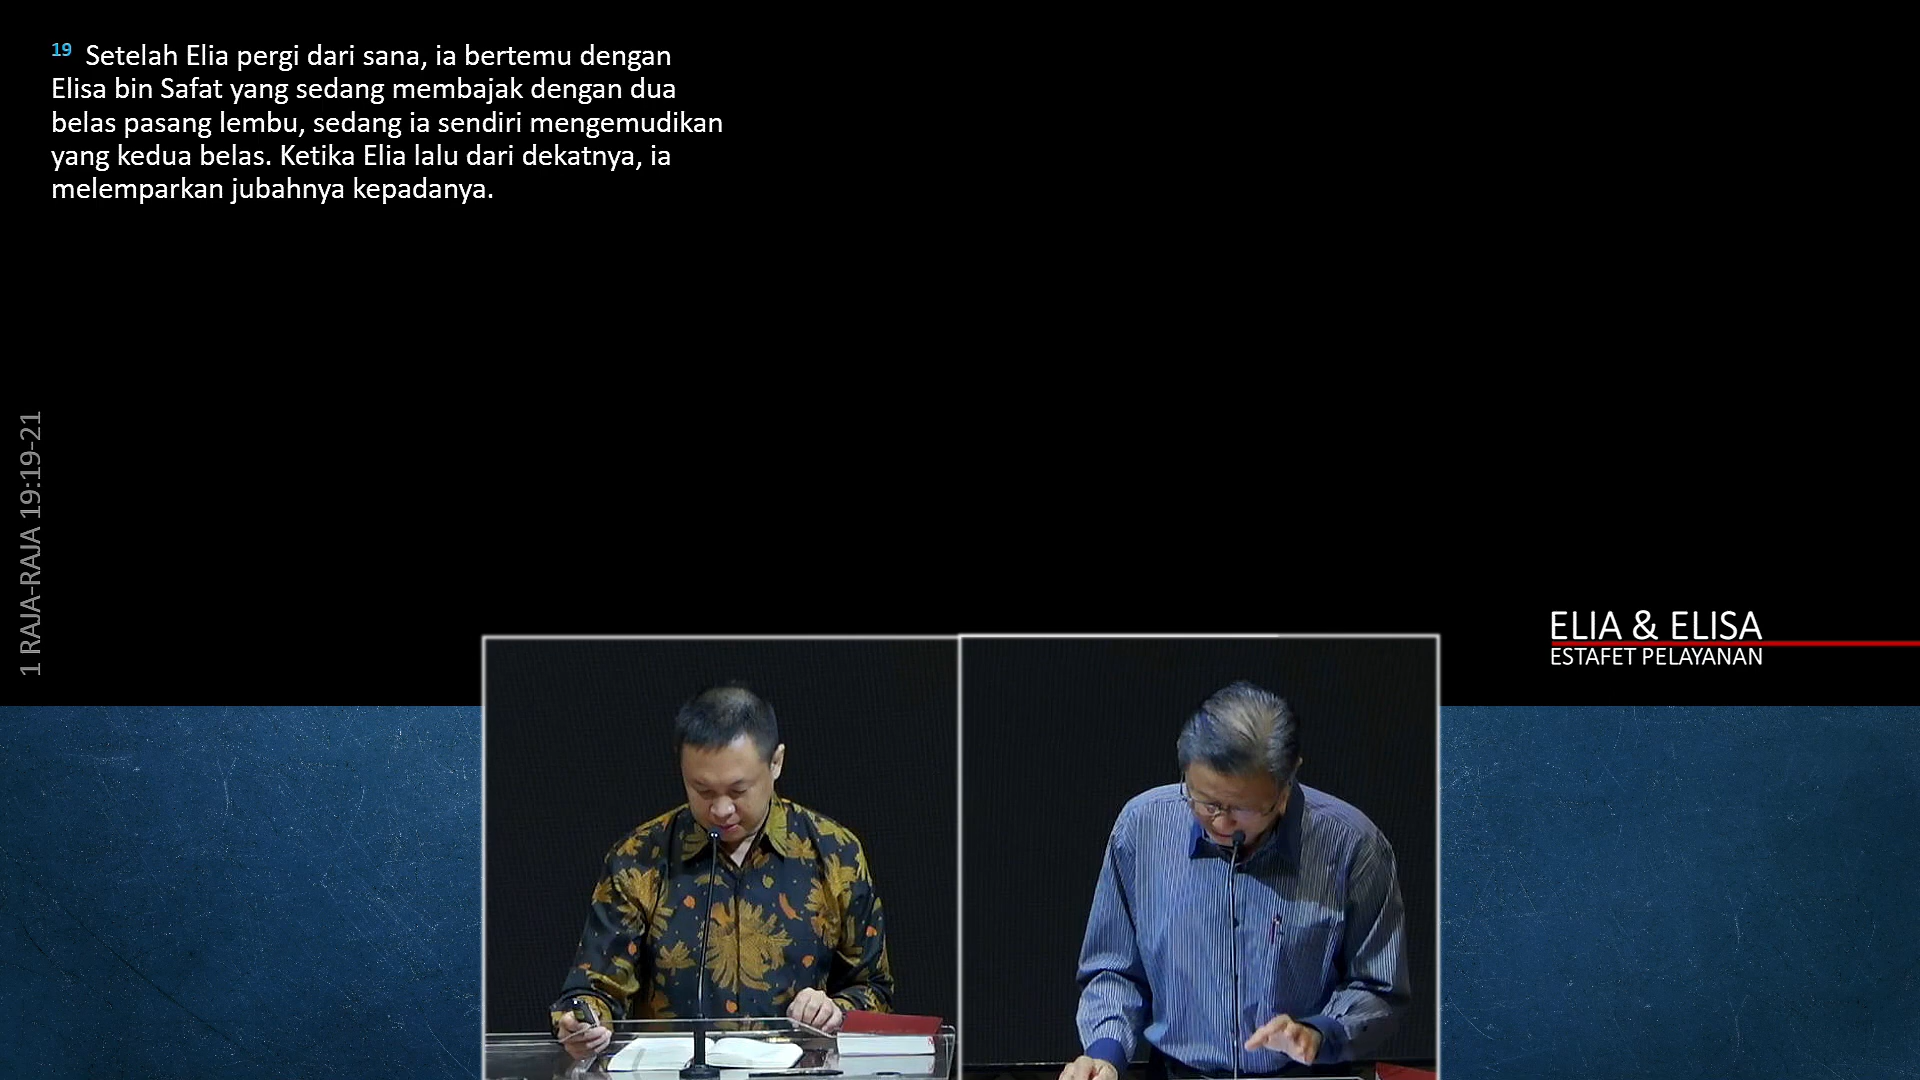 19 Setelah Elia pergi dari sana, ia bertemu dengan
Elisa bin Safat yang sedang membajak dengan dua
belas pasang lembu, sedang ia sendiri mengemudikan
yang kedua belas. Ketika Elia lalu dari dekatnya, ia
melemparkan jubahnya kepadanya.
1 RAJA-RAJA 19:19-21
ELIA & ELISA
ESTAFET PELAYANAN